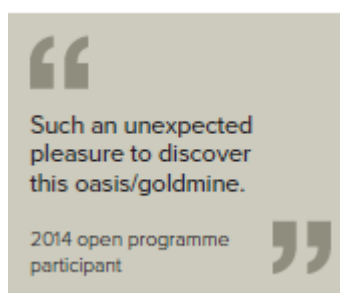 “
Such an unexpected
pleasure to discover
this oasis/goldmine.
2014 open programme
participant
”